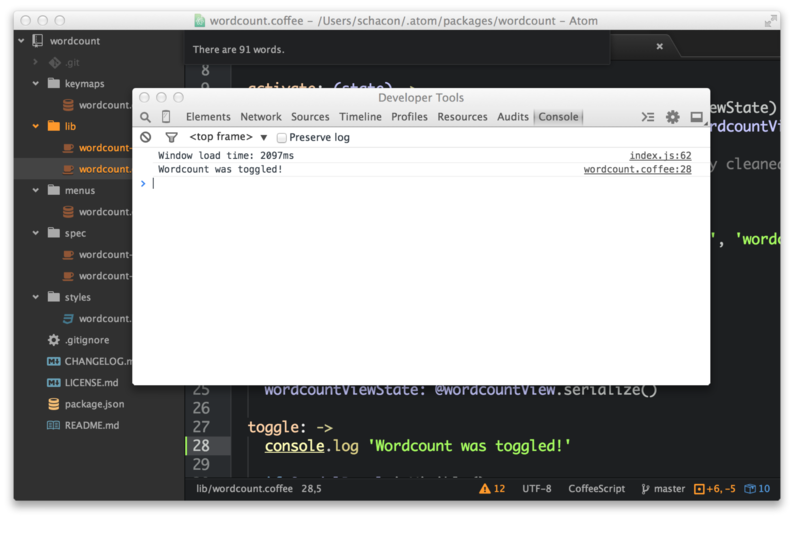 wordcount.coffee – /Users/schacon/.atom/packages/wordcount – Atom
wordcount
.git
keymaps
wordcount.
lib
wordcount-
wordcount.
menus
wordcount.
spec
wordcount-
wordcount-
styles
wordcount.
.gitignore
CHANGELOG.m
LICENSE.md
package.json
README.md
There are 91 words.
8
activate: (state) ->
ewState)
ordcountVi
y cleaned
', 'wordc
Developer Tools
Elements Network Sources Timeline Profiles Resources Audits Console
<top frame> Preserve log
Window load time: 2097ms index.js:62
Wordcount was toggled! wordcount.coffee:28
25 wordcountViewState: @wordcountView.serialize()
26
27 toggle: ->
28 console.log 'Wordcount was toggled!'
29
lib/wordcount.coffee 28,5 12 UTF-8 CoffeeScript master +6, -5 10